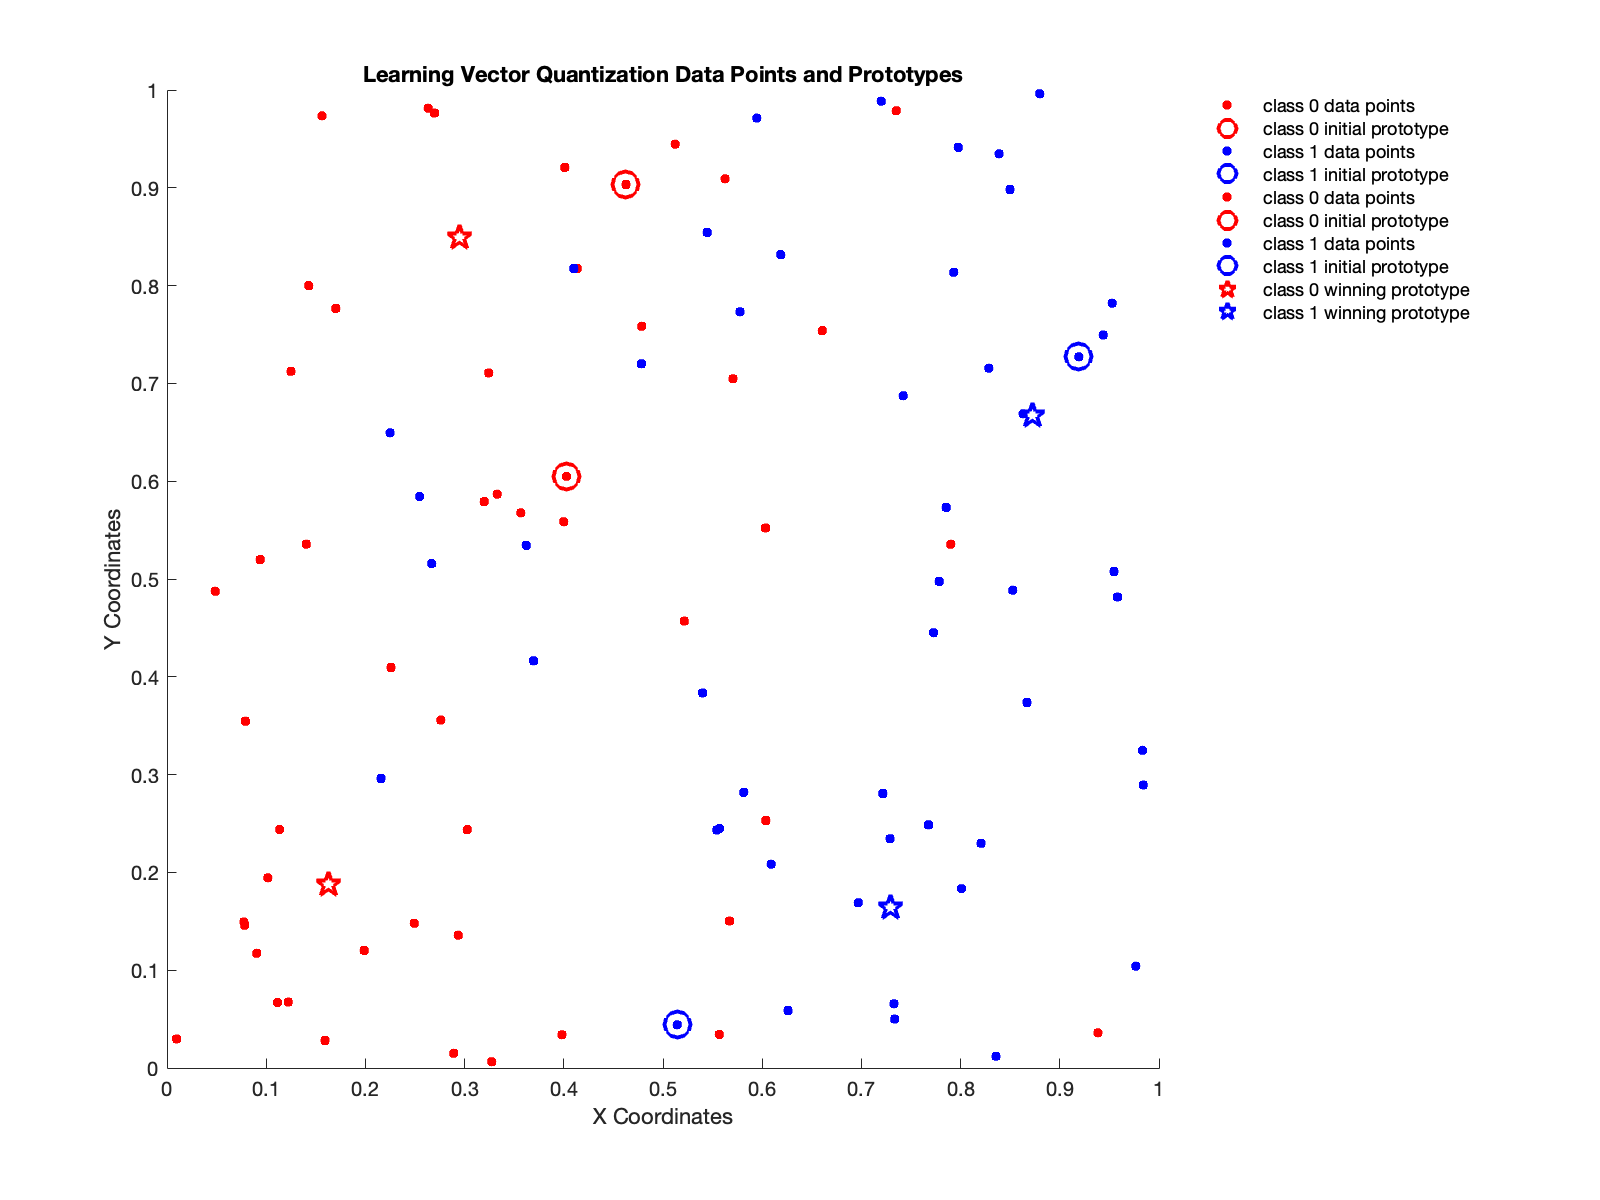 Learning Vector Quantization Data Points and Prototypes
1
0.9
0.8
0.7
0.6
0.5
0.4
0.3
0.2
0.1
0
Y Coordinates
0 0.1 0.2 0.3 0.4 0.5 0.6 0.7 0.8 0.9 1
X Coordinates
class 0 data points
class 0 initial prototype
class 1 data points
class 1 initial prototype
class 0 data points
class 0 initial prototype
class 1 data points
class 1 initial prototype
class 0 winning prototype
class 1 winning prototype